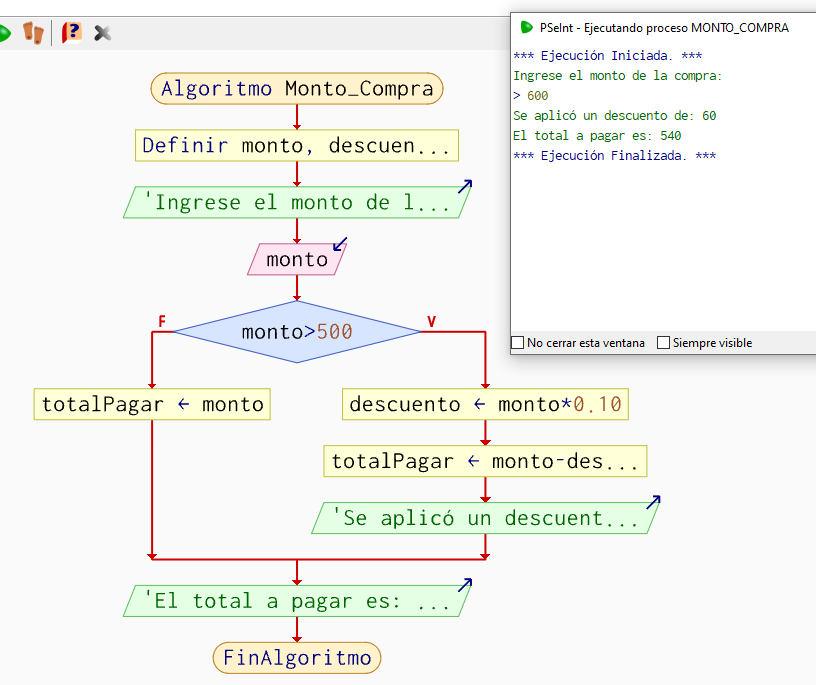 ?
Algoritmo Monto_Compra
Definir monto, descuen...
'Ingrese el monto de l...
monto
monto>500
F
V
totalPagar ← monto
descuento ← monto*0.10
totalPagar ← monto-des...
'Se aplicó un descuent...
'El total a pagar es: ...
FinAlgoritmo
PSeInt - Ejecutando proceso MONTO_COMPRA
*** Ejecución Iniciada. ***
Ingrese el monto de la compra:
> 600
Se aplicó un descuento de: 60
El total a pagar es: 540
*** Ejecución Finalizada. ***
No cerrar esta ventana
Siempre visible